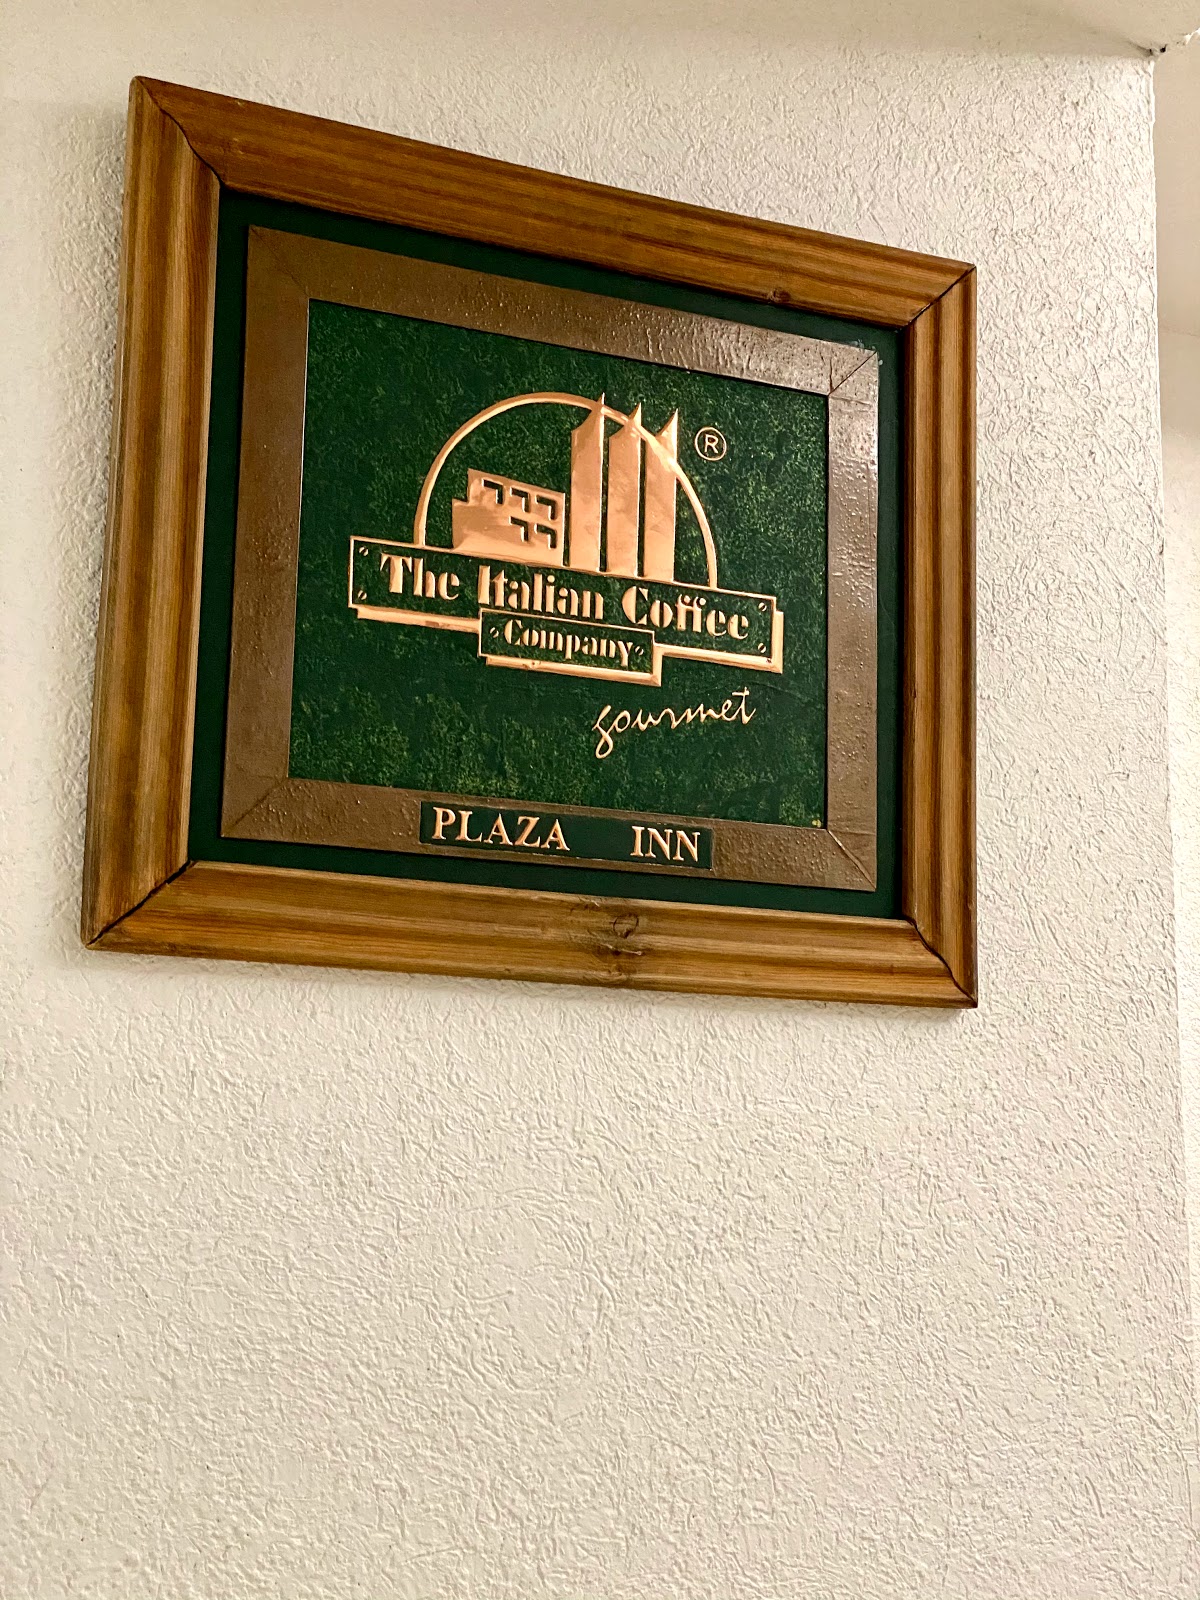 ®
The Italian Coffee
Company
gourmet
PLAZA INN